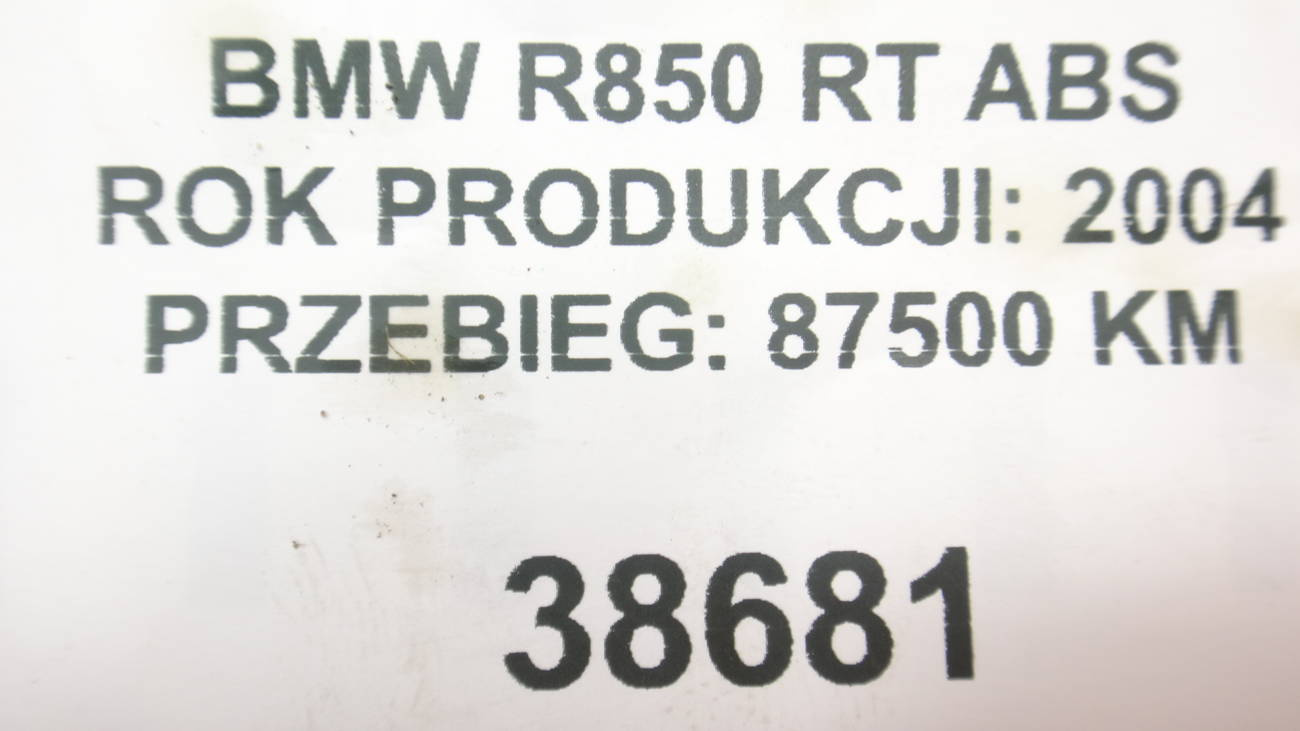 BMW R850 RT ABS
ROK PRODUKCJI: 2004
PRZEBIEG: 87500 KM
38681